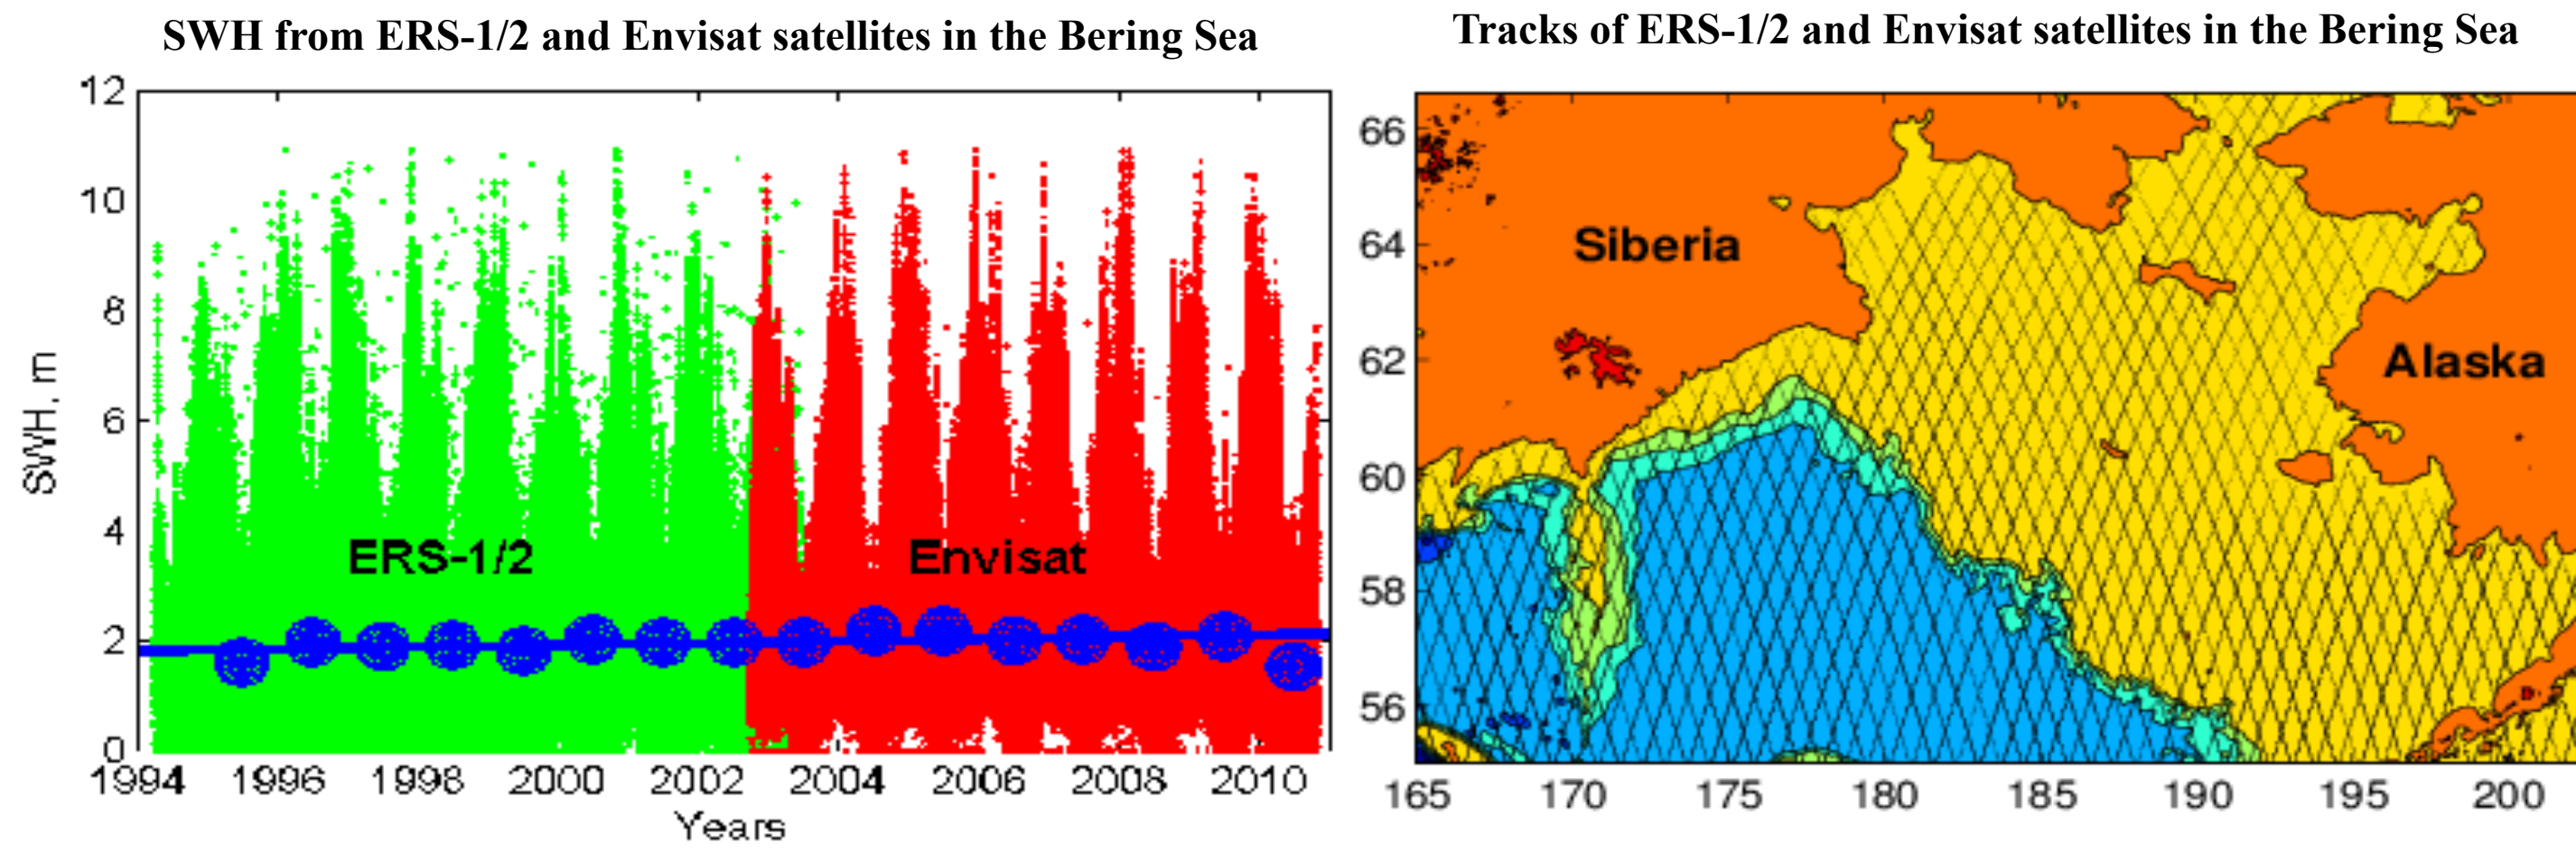 SWH from ERS-1/2 and Envisat satellites in the Bering Sea
12
10
8
6
4
2
0
SWH, m
ERS-1/2
Envisat
1994 1996 1998 2000 2002 2004 2006 2008 2010
Years
Tracks of ERS-1/2 and Envisat satellites in the Bering Sea
66
64
62
60
58
56
Siberia
Alaska
165 170 175 180 185 190 195 200